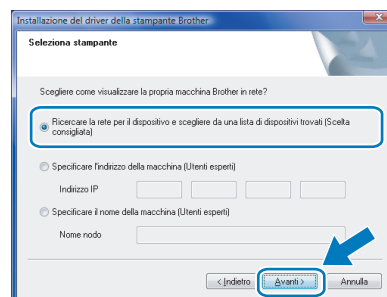 Installazione del driver della stampante Brother
Seleziona stampante
Scegliere come visualizzare la propria macchina Brother in rete?
Ricercare la rete per il dispositivo e scegliere da una lista di dispositivi trovati (Scelta
consigliata)
Specificare l'indirizzo della macchina (Utenti esperti)
Indirizzo IP
Specificare il nome della macchina (Utenti esperti)
Nome nodo
< Indietro
Avanti >
Annulla